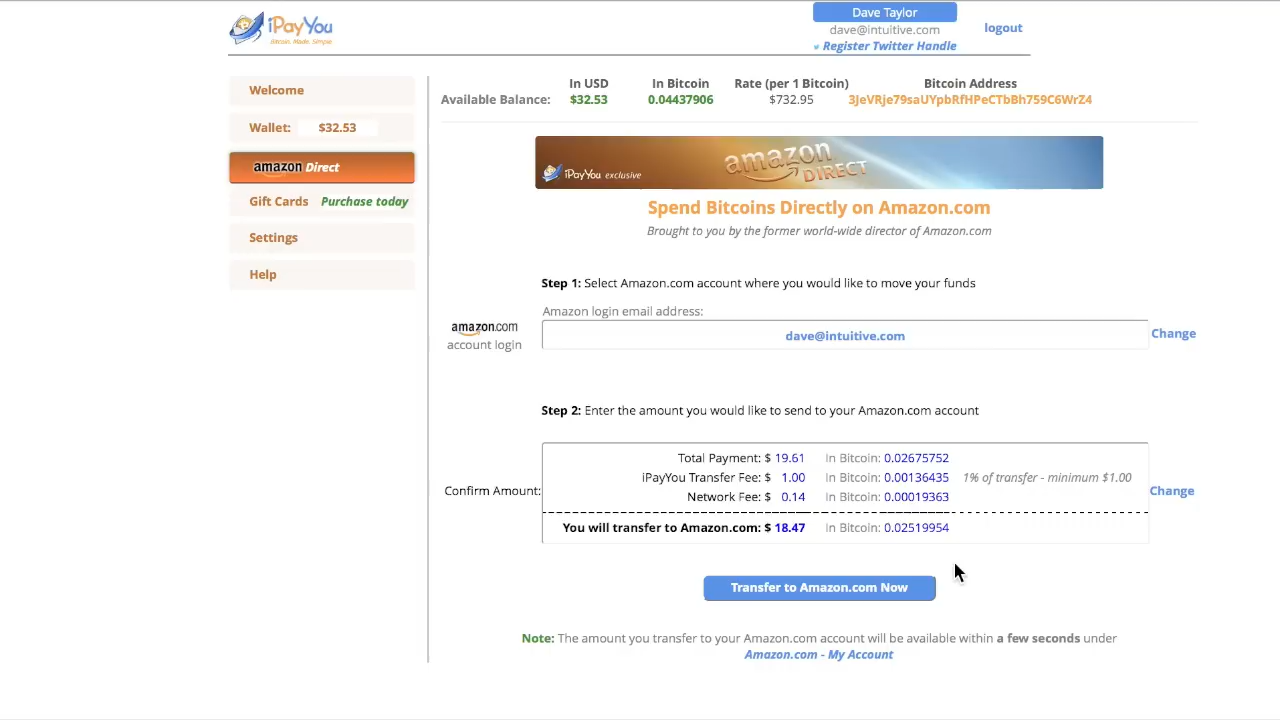 iPayYou
Bitcoin. Made. Simple.
Dave Taylor
dave@intuitive.com
Register Twitter Handle
logout
Welcome
Wallet: $32.53
amazon Direct
Gift Cards Purchase today
Settings
Help
In USD In Bitcoin Rate (per 1 Bitcoin) Bitcoin Address
Available Balance: $32.53 0.04437906 $732.95 3JeVRje79saUYpbRfHPeCTbBh759C6WrZ4
iPayYou exclusive
amazon
DIRECT
Spend Bitcoins Directly on Amazon.com
Brought to you by the former world-wide director of Amazon.com
Step 1: Select Amazon.com account where you would like to move your funds
Amazon login email address:
amazon.com
account login
dave@intuitive.com
Change
Step 2: Enter the amount you would like to send to your Amazon.com account
Total Payment: $ 19.61 In Bitcoin: 0.02675752
iPayYou Transfer Fee: $ 1.00 In Bitcoin: 0.00136435 1% of transfer - minimum $1.00
Confirm Amount:
Network Fee: $ 0.14 In Bitcoin: 0.00019363
Change
You will transfer to Amazon.com: $ 18.47 In Bitcoin: 0.02519954
Transfer to Amazon.com Now
Note: The amount you transfer to your Amazon.com account will be available within a few seconds under
Amazon.com - My Account